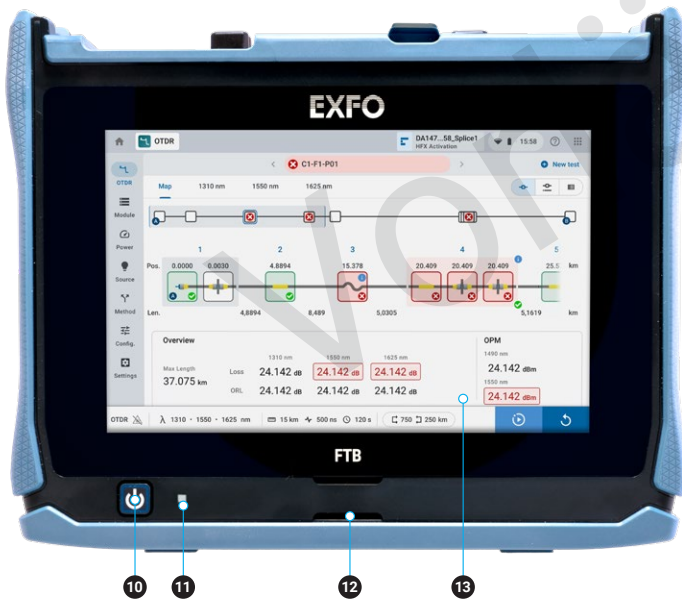 EXFO
OTDR
DA147...58_Splice1
HFX Activation
15:58
C1-F1-P01
New test
OTDR
Module
Power
Source
Method
Config.
Settings
Map 1310 nm 1550 nm 1625 nm
A B
1 2 3 4 5
Pos. 0.0000 0.0030 4.8894 15.378 20.409 20.409 20.409 25.5 km
A
Len. 4,8894 8,489 5,0305 5,1619 km
Overview
1310 nm 1550 nm 1625 nm
Max Length
37.075 km
Loss 24.142 dB 24.142 dB 24.142 dB
ORL 24.142 dB 24.142 dB 24.142 dB
OPM
1490 nm
24.142 dBm
1550 nm
24.142 dBm
OTDR λ 1310 · 1550 · 1625 nm 15 km 500 ns 120 s 750 250 km
FTB
10 11 12 13